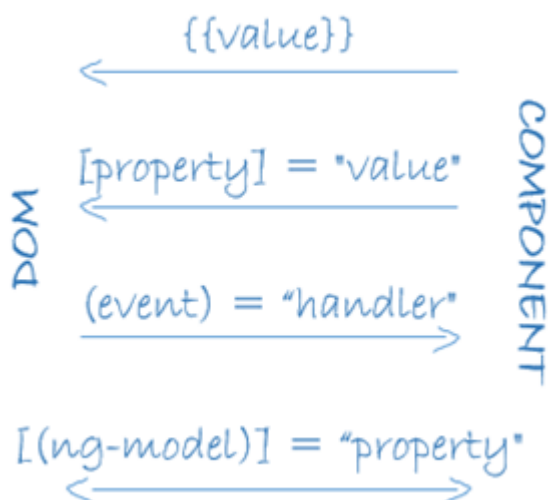 {{value}}
[property] = "value"
DOM
COMPONENT
(event) = "handler"
[(ng-model)] = "property"